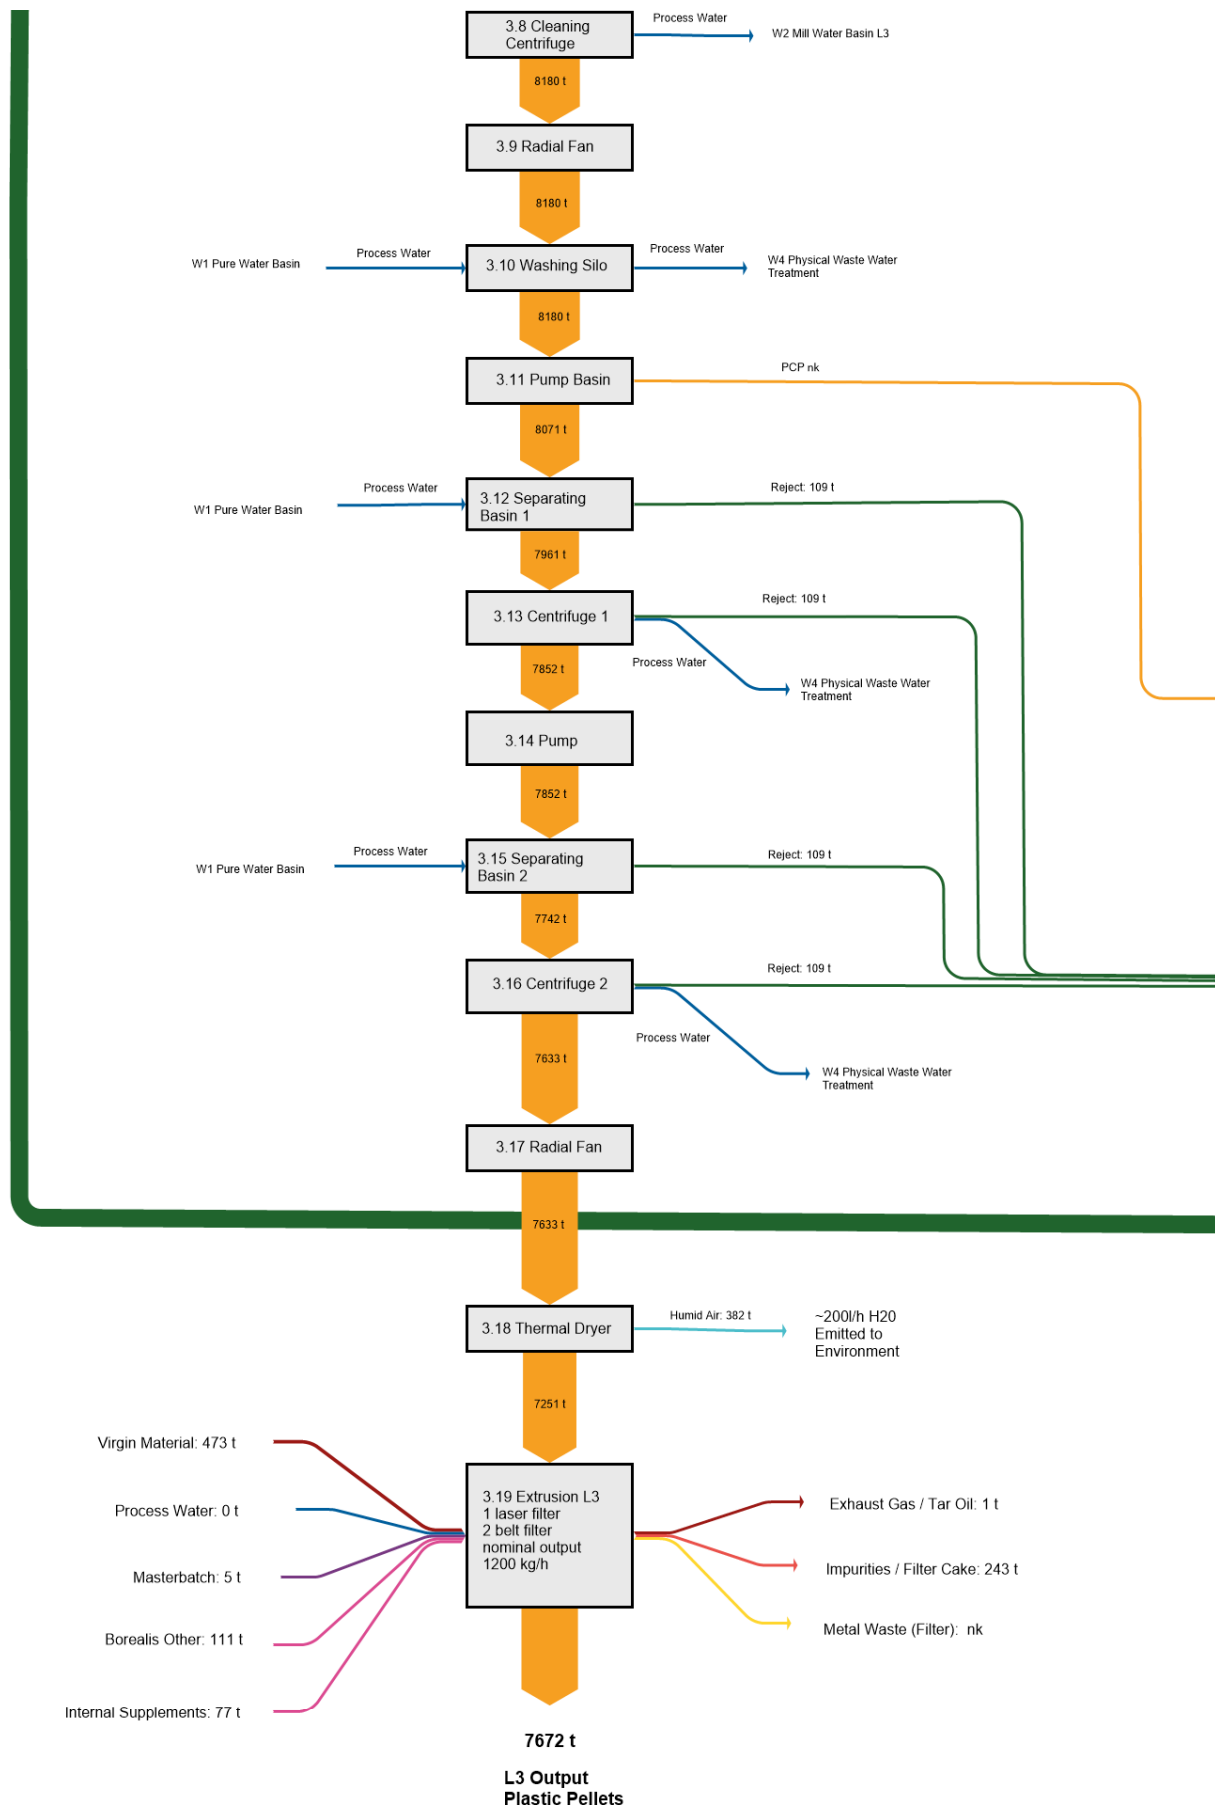 Process Water
3.8 Cleaning
Centrifuge
W2 Mill Water Basin L3
8180 t
3.9 Radial Fan
8180 t
W1 Pure Water Basin
Process Water
3.10 Washing Silo
Process Water
W4 Physical Waste Water
Treatment
8180 t
3.11 Pump Basin
PCP nk
8071 t
W1 Pure Water Basin
Process Water
3.12 Separating
Basin 1
Reject: 109 t
7961 t
3.13 Centrifuge 1
Reject: 109 t
Process Water
W4 Physical Waste Water
Treatment
7852 t
3.14 Pump
7852 t
W1 Pure Water Basin
Process Water
3.15 Separating
Basin 2
Reject: 109 t
7742 t
3.16 Centrifuge 2
Reject: 109 t
Process Water
W4 Physical Waste Water
Treatment
7633 t
3.17 Radial Fan
7633 t
3.18 Thermal Dryer
Humid Air: 382 t
~200l/h H20
Emitted to
Environment
7251 t
Virgin Material: 473 t
Process Water: 0 t
Masterbatch: 5 t
Borealis Other: 111 t
Internal Supplements: 77 t
3.19 Extrusion L3
1 laser filter
2 belt filter
nominal output
1200 kg/h
Exhaust Gas / Tar Oil: 1 t
Impurities / Filter Cake: 243 t
Metal Waste (Filter): nk
7672 t
L3 Output
Plastic Pellets